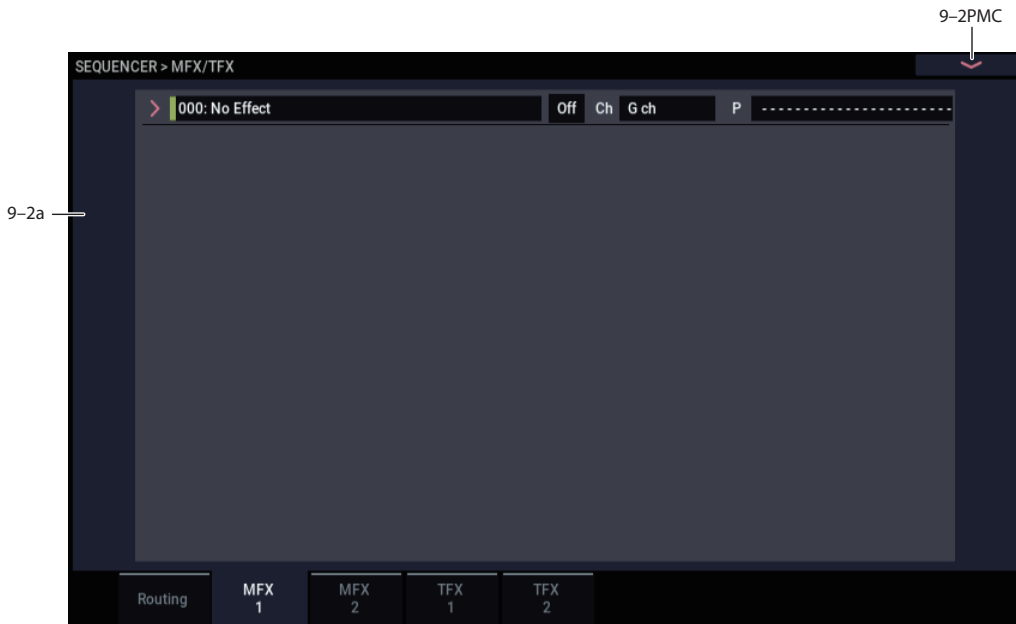 9–2PMC
SEQUENCER > MFX/TFX
000: No Effect Off Ch G ch P -----------------------
9–2a
Routing
MFX
1
MFX
2
TFX
1
TFX
2